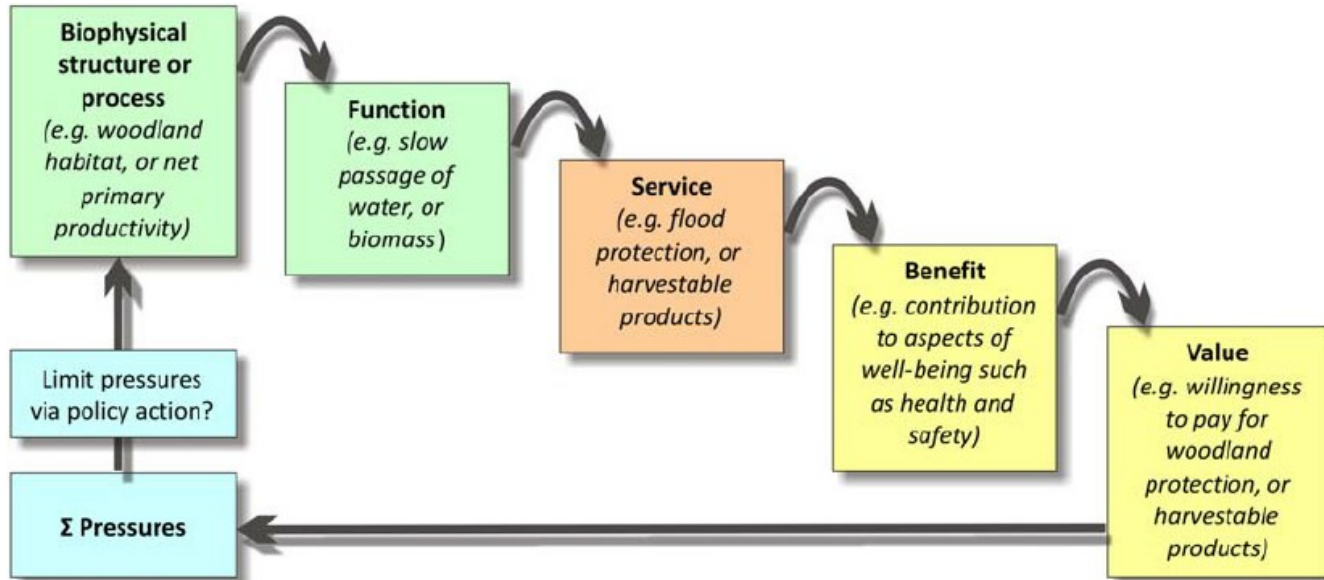 Biophysical
structure or
process
(e.g. woodland
habitat, or net
primary
productivity)
Function
(e.g. slow
passage of
water, or
biomass)
Service
(e.g. flood
protection, or
harvestable
products)
Benefit
(e.g. contribution
to aspects of
well-being such
as health and
safety)
Value
(e.g. willingness
to pay for
woodland
protection, or
harvestable
products)
Limit pressures
via policy action?
Σ Pressures